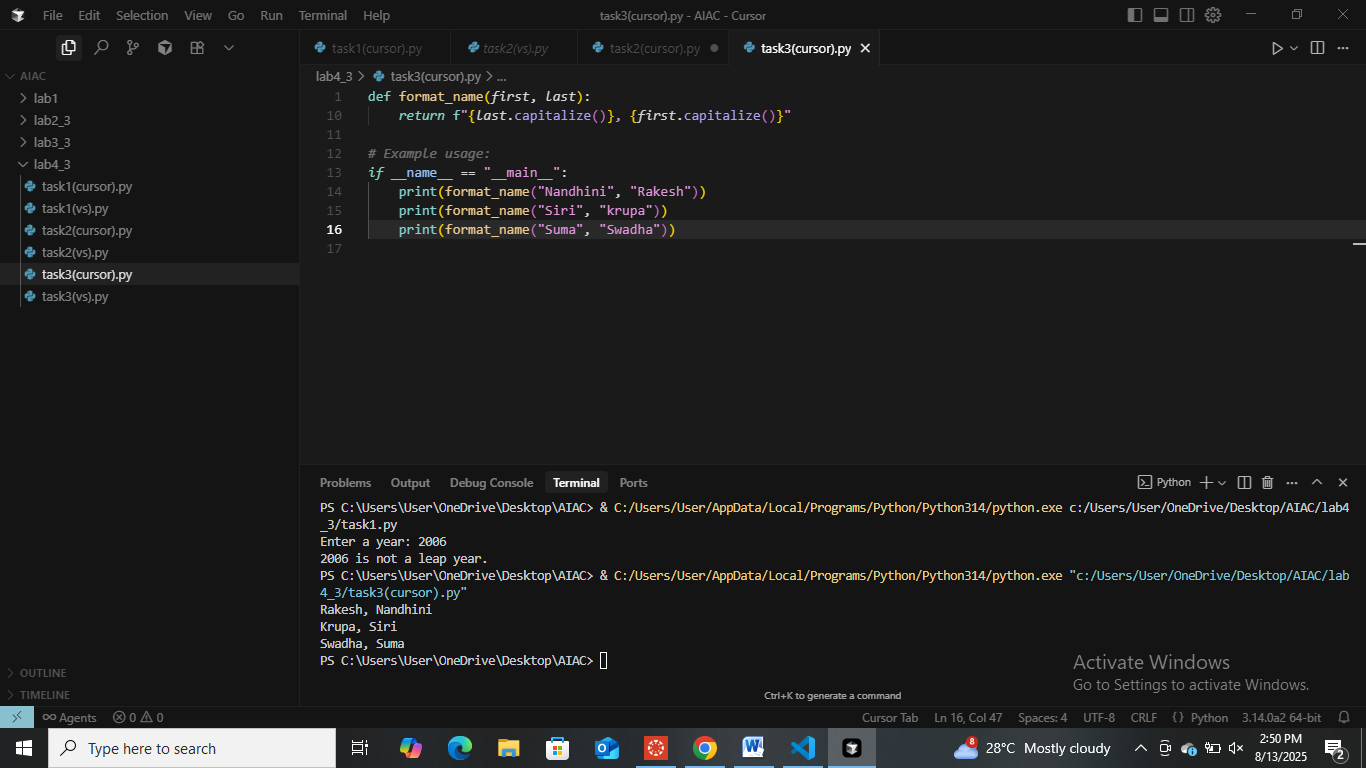 File Edit Selection View Go Run Terminal Help
task3(cursor).py - AIAC - Cursor
task1(cursor).py
task2(vs).py
task2(cursor).py
task3(cursor).py
AIAC
lab1
lab2_3
lab3_3
lab4_3
task1(cursor).py
task1(vs).py
task2(cursor).py
task2(vs).py
task3(cursor).py
task3(vs).py
OUTLINE
TIMELINE
lab4_3 > task3(cursor).py > ...
1 def format_name(first, last):
10 return f"{last.capitalize()}, {first.capitalize()}"
11
12 # Example usage:
13 if __name__ == "__main__":
14 print(format_name("Nandhini", "Rakesh"))
15 print(format_name("Siri", "krupa"))
16 print(format_name("Suma", "Swadha"))
17
Problems Output Debug Console Terminal Ports
Python
PS C:\Users\User\OneDrive\Desktop\AIAC> & C:/Users/User/AppData/Local/Programs/Python/Python314/python.exe c:/Users/User/OneDrive/Desktop/AIAC/lab4
_3/task1.py
Enter a year: 2006
2006 is not a leap year.
PS C:\Users\User\OneDrive\Desktop\AIAC> & C:/Users/User/AppData/Local/Programs/Python/Python314/python.exe "c:/Users/User/OneDrive/Desktop/AIAC/lab
4_3/task3(cursor).py"
Rakesh, Nandhini
Krupa, Siri
Swadha, Suma
PS C:\Users\User\OneDrive\Desktop\AIAC>
Activate Windows
Go to Settings to activate Windows.
Ctrl+K to generate a command
Agents 0 0
Cursor Tab Ln 16, Col 47 Spaces: 4 UTF-8 CRLF {} Python 3.14.0a2 64-bit
Type here to search
8
28°C Mostly cloudy
2:50 PM
8/13/2025
2